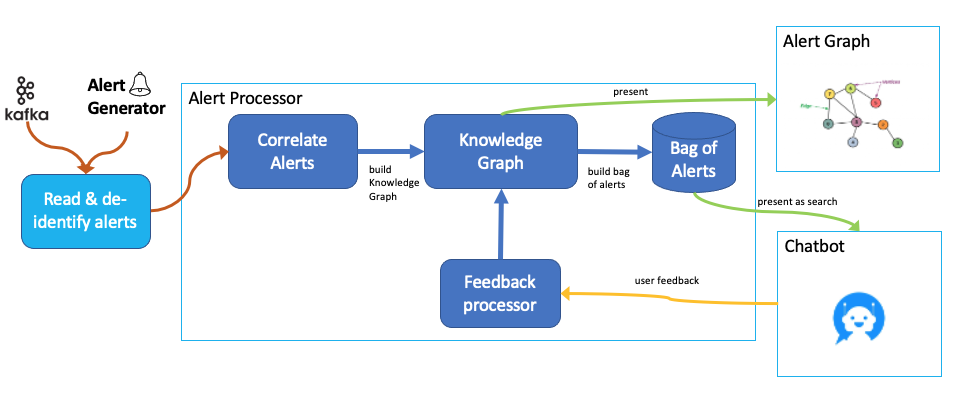 kafka
Alert
Generator
Read & de-
identify alerts
Alert Processor
Correlate
Alerts
build
Knowledge
Graph
Knowledge
Graph
build bag
of alerts
Bag of
Alerts
present
Alert Graph
present as search
Chatbot
user feedback
Feedback
processor